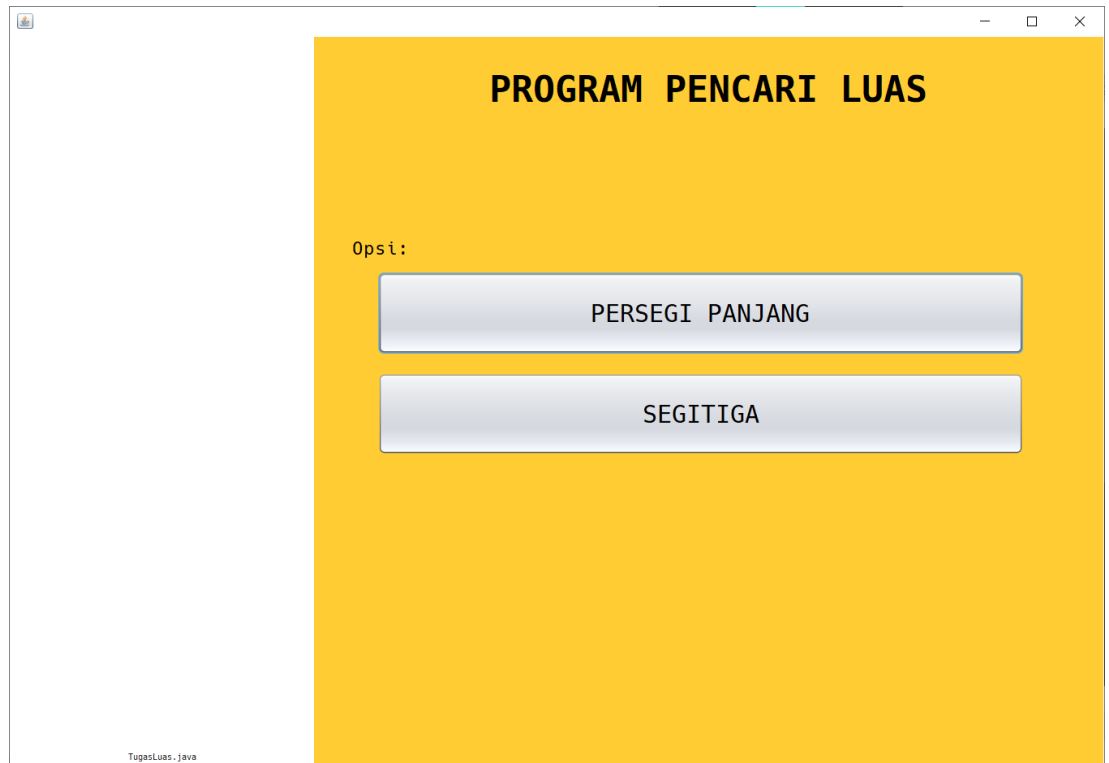 PROGRAM PENCARI LUAS
Opsi:
PERSEGI PANJANG
SEGITIGA
TugasLuas.java